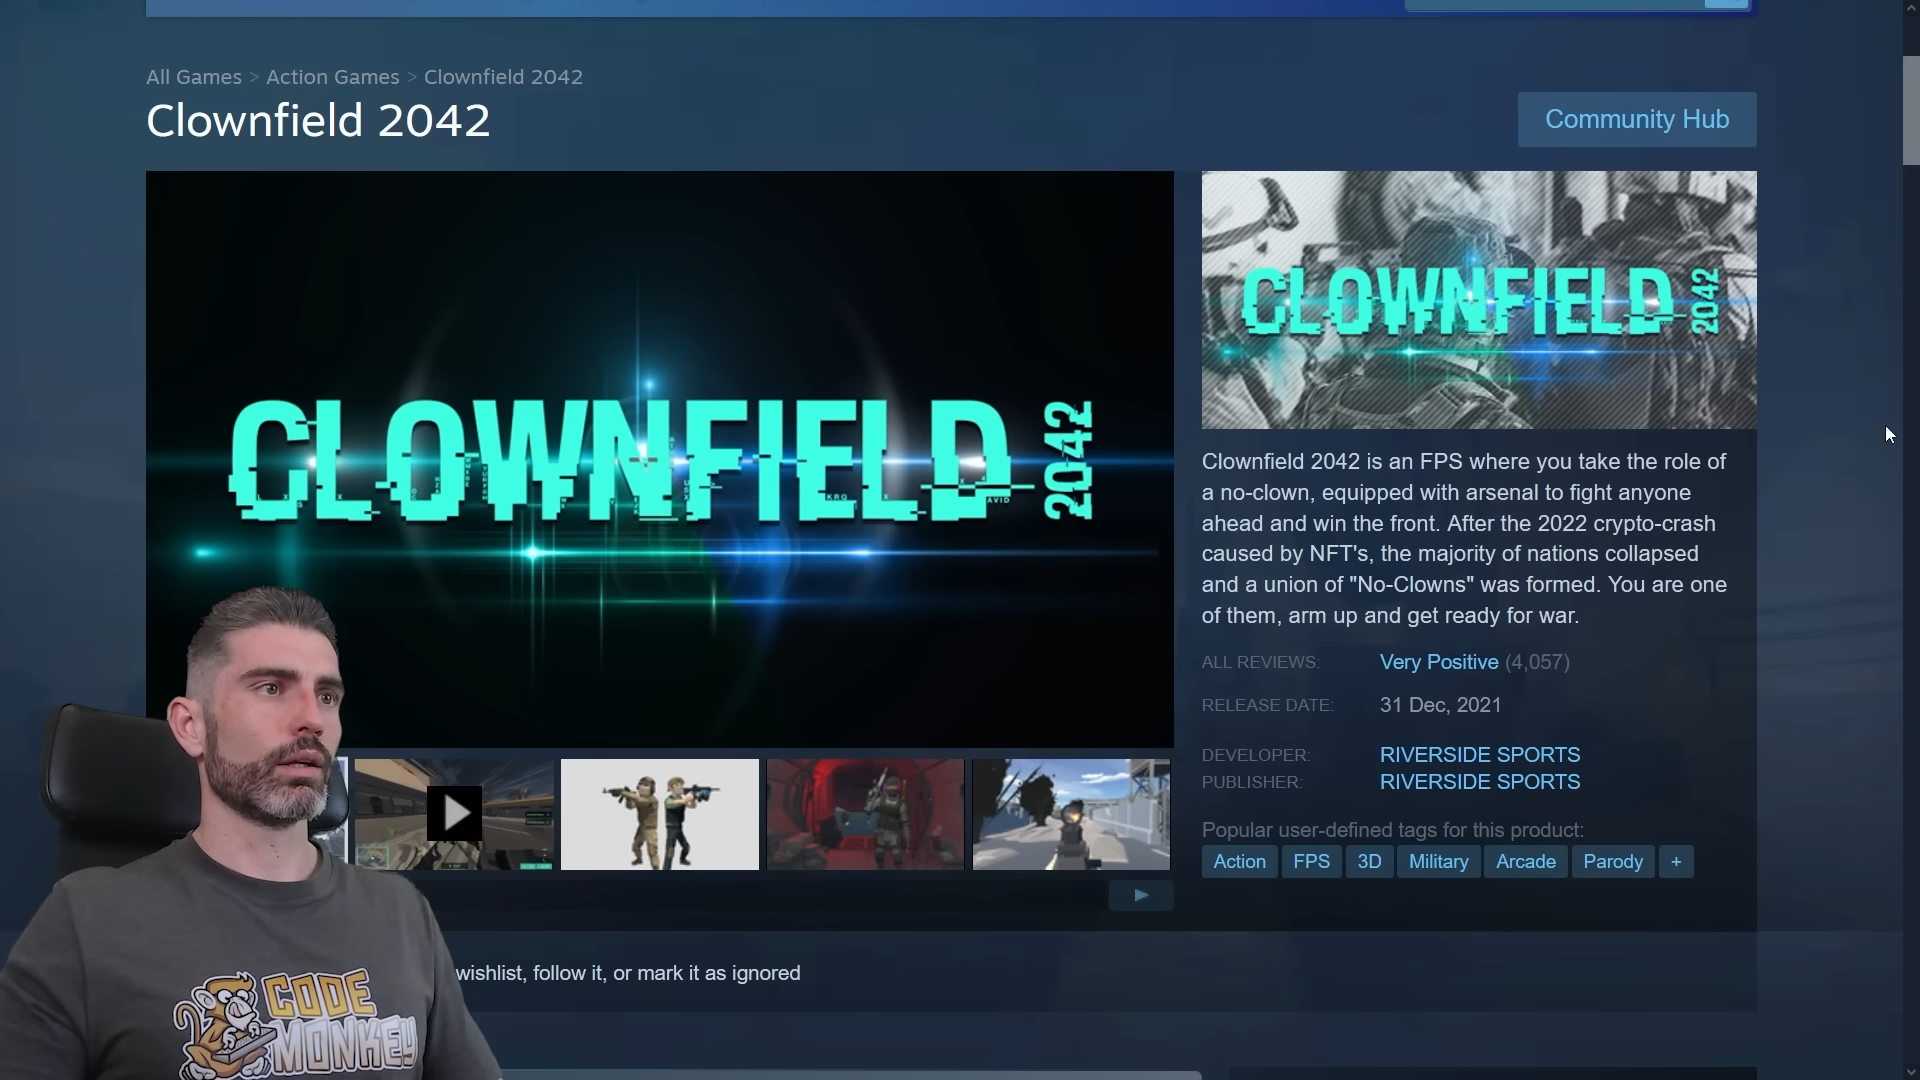 All Games > Action Games > Clownfield 2042
Clownfield 2042
Community Hub
CLOWNFIELD 2042
CLOWNFIELD 2042
Clownfield 2042 is an FPS where you take the role of
a no-clown, equipped with arsenal to fight anyone
ahead and win the front. After the 2022 crypto-crash
caused by NFT's, the majority of nations collapsed
and a union of "No-Clowns" was formed. You are one
of them, arm up and get ready for war.
ALL REVIEWS: Very Positive (4,057)
RELEASE DATE: 31 Dec, 2021
DEVELOPER: RIVERSIDE SPORTS
PUBLISHER: RIVERSIDE SPORTS
Popular user-defined tags for this product:
Action FPS 3D Military Arcade Parody +
wishlist, follow it, or mark it as ignored
CODE
MONKEY